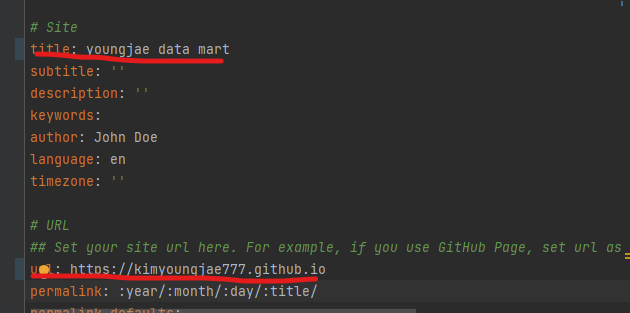 # Site
title: youngjae data mart
subtitle: ''
description: ''
keywords:
author: John Doe
language: en
timezone: ''
# URL
## Set your site url here. For example, if you use GitHub Page, set url as
url: https://kimyoungjae777.github.io
permalink: :year/:month/:day/:title/
permalink_defaults: